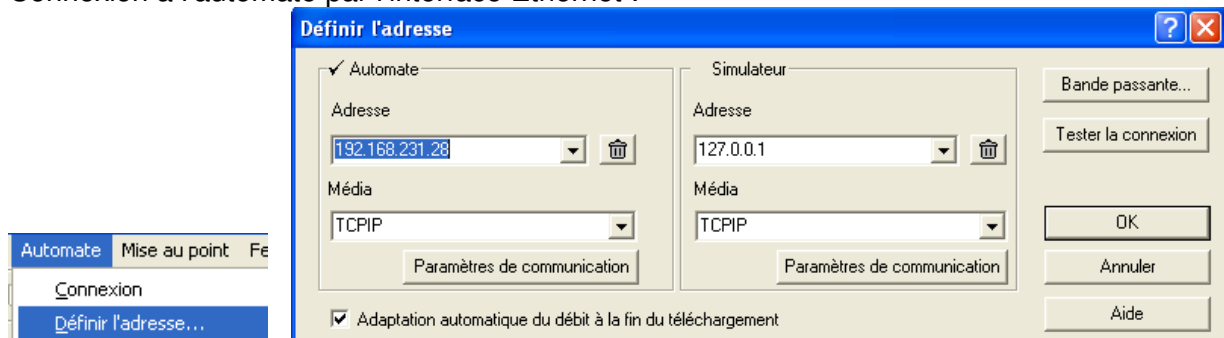 Connexion à l'automate par l'interface Ethernet :
Définir l'adresse
Automate
Adresse
192.168.231.28
Média
TCPIP
Paramètres de communication
Simulateur
Adresse
127.0.0.1
Média
TCPIP
Paramètres de communication
Adaptation automatique du débit à la fin du téléchargement
Bande passante...
Tester la connexion
OK
Annuler
Aide
Automate Mise au point Fe
Connexion
Définir l'adresse...